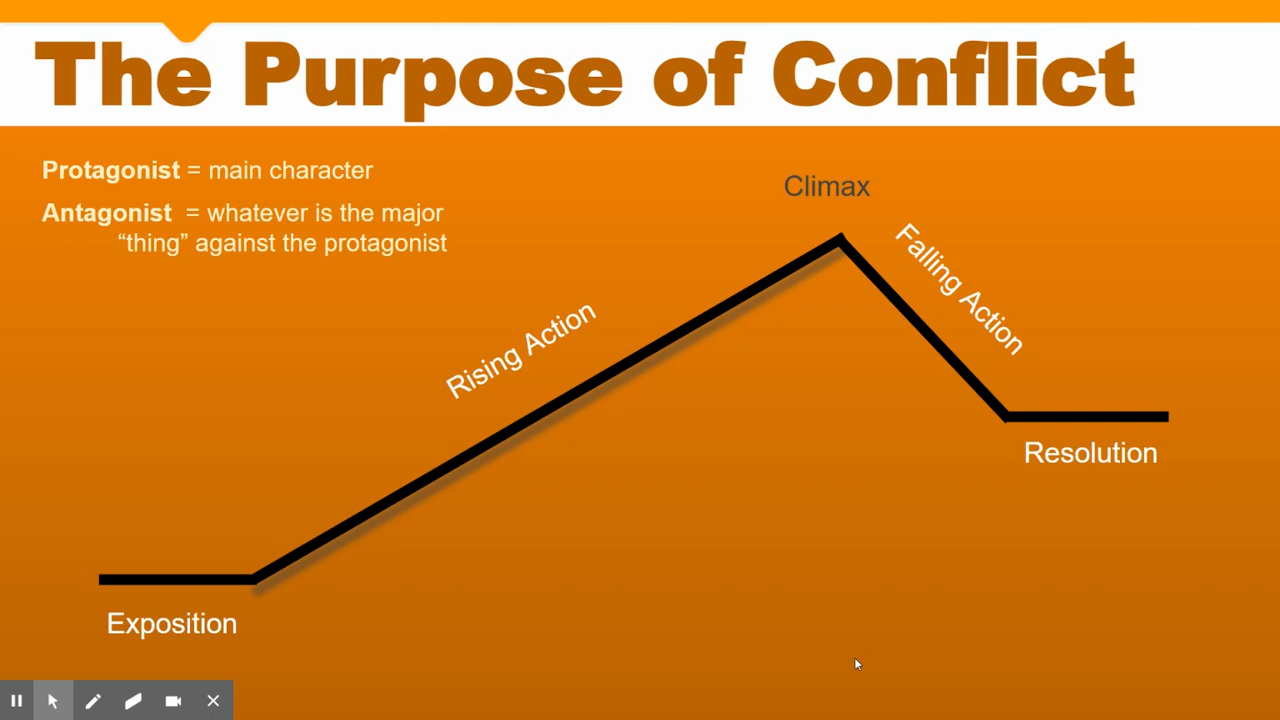 The Purpose of Conflict
Protagonist = main character
Antagonist = whatever is the major
“thing” against the protagonist
Climax
Falling Action
Rising Action
Resolution
Exposition